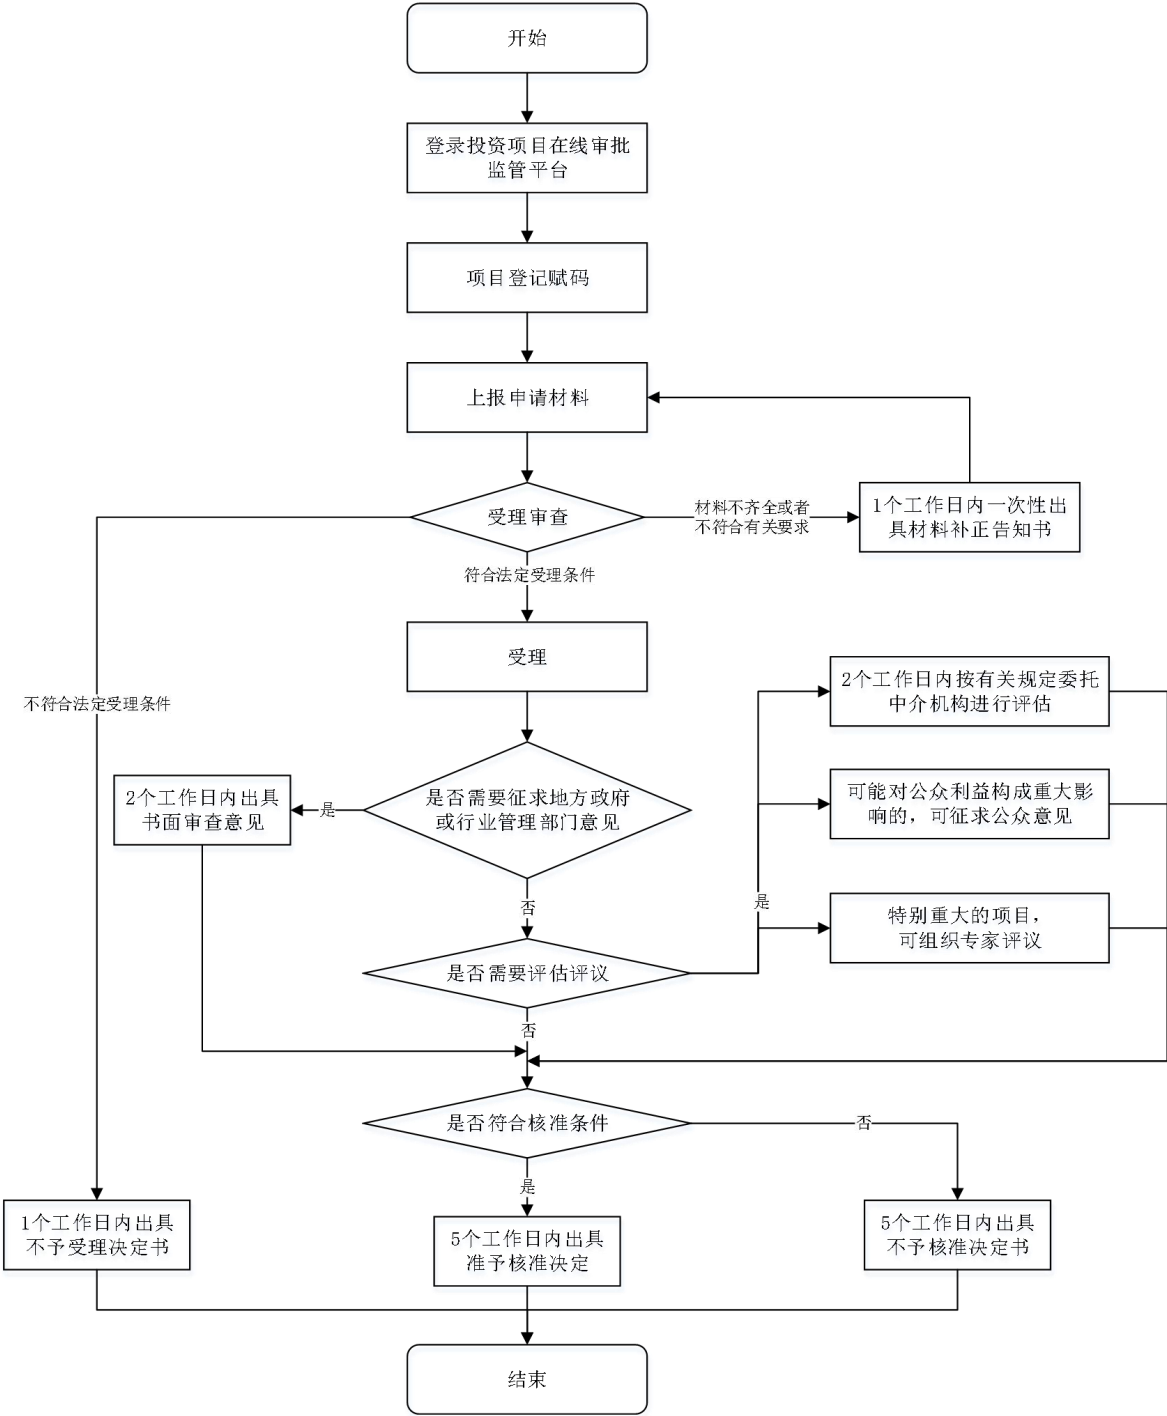 开始
登录投资项目在线审批
监管平台
项目登记赋码
上报申请材料
受理审查
材料不齐全或者
不符合有关要求
1个工作日内一次性出
具材料补正告知书
符合法定受理条件
受理
不符合法定受理条件
2个工作日内按有关规定委托
中介机构进行评估
2个工作日内出具
书面审查意见
是
是否需要征求地方政府
或行业管理部门意见
可能对公众利益构成重大影
响的，可征求公众意见
否
是
特别重大的项目，
可组织专家评议
是否需要评估评议
否
是否符合核准条件
否
是
1个工作日内出具
不予受理决定书
5个工作日内出具
准予核准决定
5个工作日内出具
不予核准决定书
结束